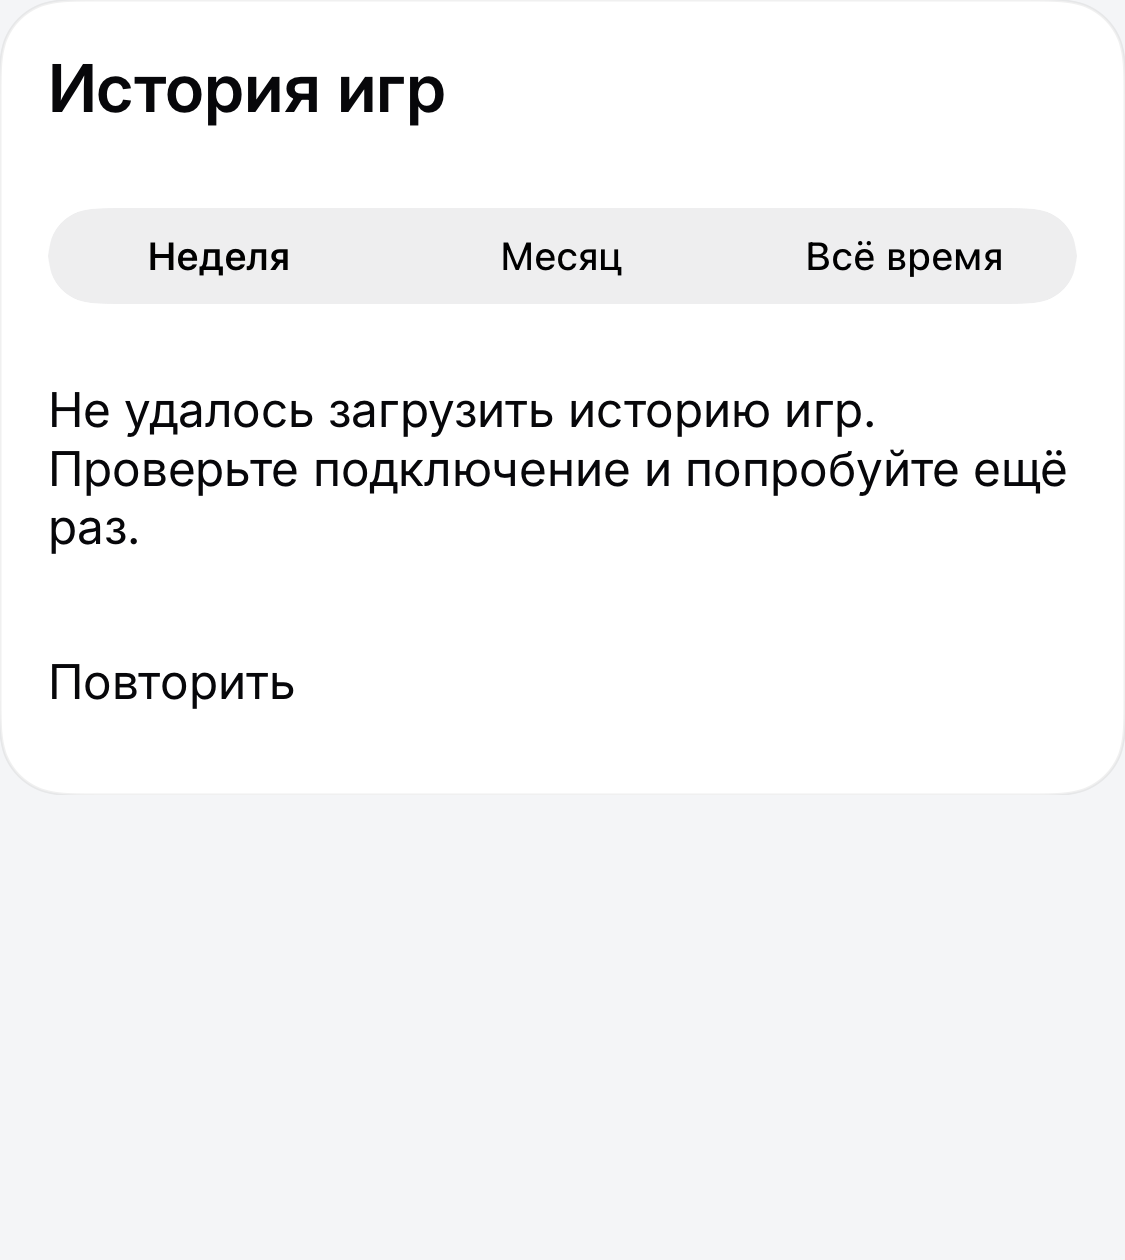 История игр
Неделя Месяц Всё время
Не удалось загрузить историю игр.
Проверьте подключение и попробуйте ещё
раз.
Повторить